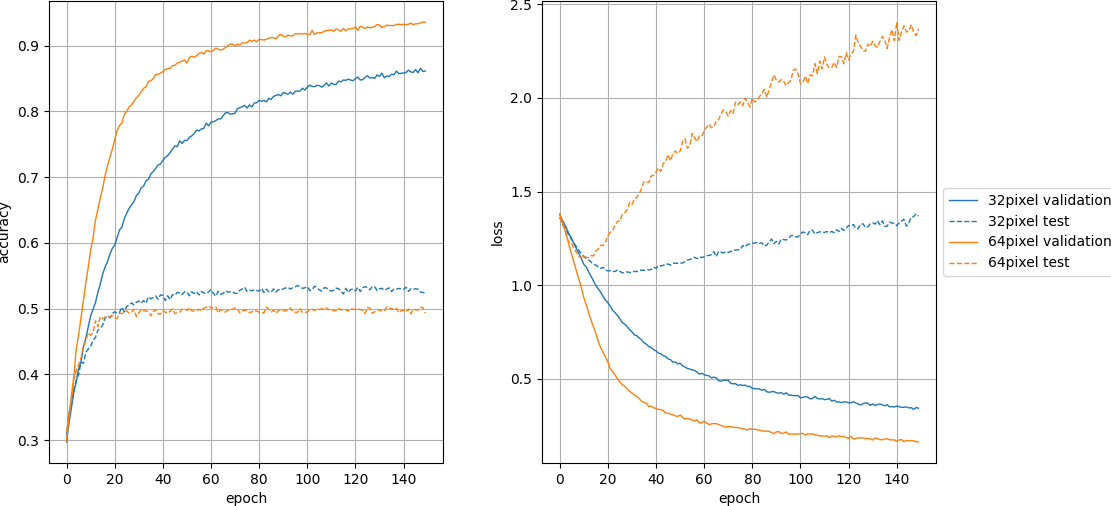 0.9
0.8
0.7
0.6
0.5
0.4
0.3
accuracy
0 20 40 60 80 100 120 140
epoch
2.5
2.0
1.5
1.0
0.5
loss
0 20 40 60 80 100 120 140
epoch
32pixel validation
32pixel test
64pixel validation
64pixel test